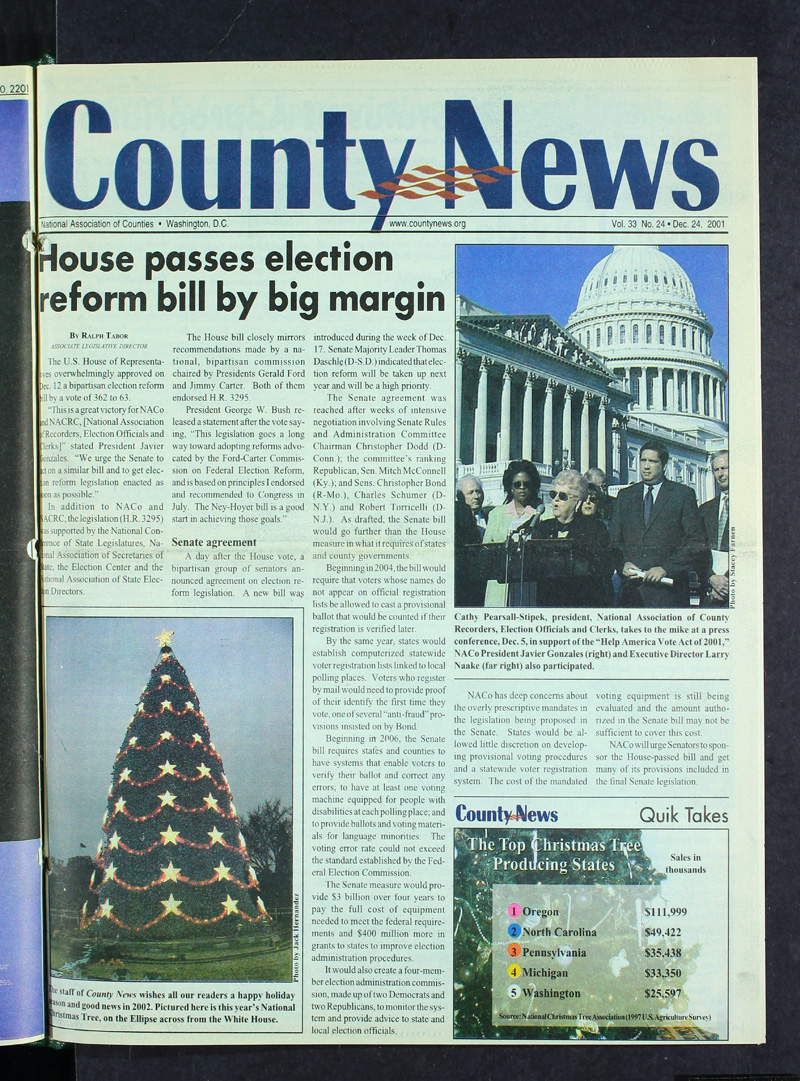 0, 2201
County News
National Association of Counties • Washington, D.C.
www.countynews.org
Vol. 33 No. 24 • Dec. 24, 2001
House passes election
reform bill by big margin
By Ralph Tabor
ASSOCIATE LEGISLATIVE DIRECTOR
The U.S. House of Representa-
ves overwhelmingly approved on
Dec. 12 a bipartisan election reform
bill by a vote of 362 to 63.
“This is a great victory for NACo
and NACRC, [National Association
of Recorders, Election Officials and
Clerks]” stated President Javier
Gonzales. “We urge the Senate to
act on a similar bill and to get elec-
on reform legislation enacted as
soon as possible.”
In addition to NACo and
NACRC, the legislation (H.R. 3295)
was supported by the National Con-
nce of State Legislatures, Na-
onal Association of Secretaries of
State, the Election Center and the
National Association of State Elec-
on Directors.
The House bill closely mirrors
recommendations made by a na-
tional, bipartisan commission
chaired by Presidents Gerald Ford
and Jimmy Carter. Both of them
endorsed H.R. 3295.
President George W. Bush re-
leased a statement after the vote say-
ing, “This legislation goes a long
way toward adopting reforms advo-
cated by the Ford-Carter Commis-
sion on Federal Election Reform,
and is based on principles I endorsed
and recommended to Congress in
July. The Ney-Hoyer bill is a good
start in achieving those goals.”
Senate agreement
A day after the House vote, a
bipartisan group of senators an-
nounced agreement on election re-
form legislation. A new bill was
introduced during the week of Dec.
17. Senate Majority Leader Thomas
Daschle (D-S.D.) indicated that elec-
tion reform will be taken up next
year and will be a high priority.
The Senate agreement was
reached after weeks of intensive
negotiation involving Senate Rules
and Administration Committee
Chairman Christopher Dodd (D-
Conn.); the committee's ranking
Republican, Sen. Mitch McConnell
(Ky.); and Sens. Christopher Bond
(R-Mo.), Charles Schumer (D-
N.Y.) and Robert Torricelli (D-
N.J.). As drafted, the Senate bill
would go further than the House
measure in what it requires of states
and county governments.
Beginning in 2004, the bill would
require that voters whose names do
not appear on official registration
lists be allowed to cast a provisional
ballot that would be counted if their
registration is verified later.
By the same year, states would
establish computerized statewide
voter registration lists linked to local
polling places. Voters who register
by mail would need to provide proof
of their identify the first time they
vote, one of several “anti-fraud” pro-
visions insisted on by Bond.
Beginning in 2006, the Senate
bill requires states and counties to
have systems that enable voters to
verify their ballot and correct any
errors; to have at least one voting
machine equipped for people with
disabilities at each polling place; and
to provide ballots and voting materi-
als for language minorities. The
voting error rate could not exceed
the standard established by the Fed-
eral Election Commission.
The Senate measure would pro-
vide $3 billion over four years to
pay the full cost of equipment
needed to meet the federal require-
ments and $400 million more in
grants to states to improve election
administration procedures.
It would also create a four-mem-
ber election administration commis-
sion, made up of two Democrats and
two Republicans, to monitor the sys-
tem and provide advice to state and
local election officials.
Photo by Stacey Farnen
Cathy Pearsall-Stipek, president, National Association of County
Recorders, Election Officials and Clerks, takes to the mike at a press
conference, Dec. 5, in support of the “Help America Vote Act of 2001,”
NACo President Javier Gonzales (right) and Executive Director Larry
Naake (far right) also participated.
NACo has deep concerns about
the overly prescriptive mandates in
the legislation being proposed in
the Senate. States would be al-
lowed little discretion on develop-
ing provisional voting procedures
and a statewide voter registration
system. The cost of the mandated
voting equipment is still being
evaluated and the amount autho-
rized in the Senate bill may not be
sufficient to cover this cost.
NACo will urge Senators to spon-
sor the House-passed bill and get
many of its provisions included in
the final Senate legislation.
Photo by Jack Hernandez
he staff of County News wishes all our readers a happy holiday
eason and good news in 2002. Pictured here is this year's National
hristmas Tree, on the Ellipse across from the White House.
County News
Quik Takes
The Top Christmas Tree
Producing States
Sales in
thousands
1 Oregon $111,999
2 North Carolina $49,422
3 Pennsylvania $35,438
4 Michigan $33,350
5 Washington $25,597
Source: National Christmas Tree Association (1997 U.S. Agriculture Survey)